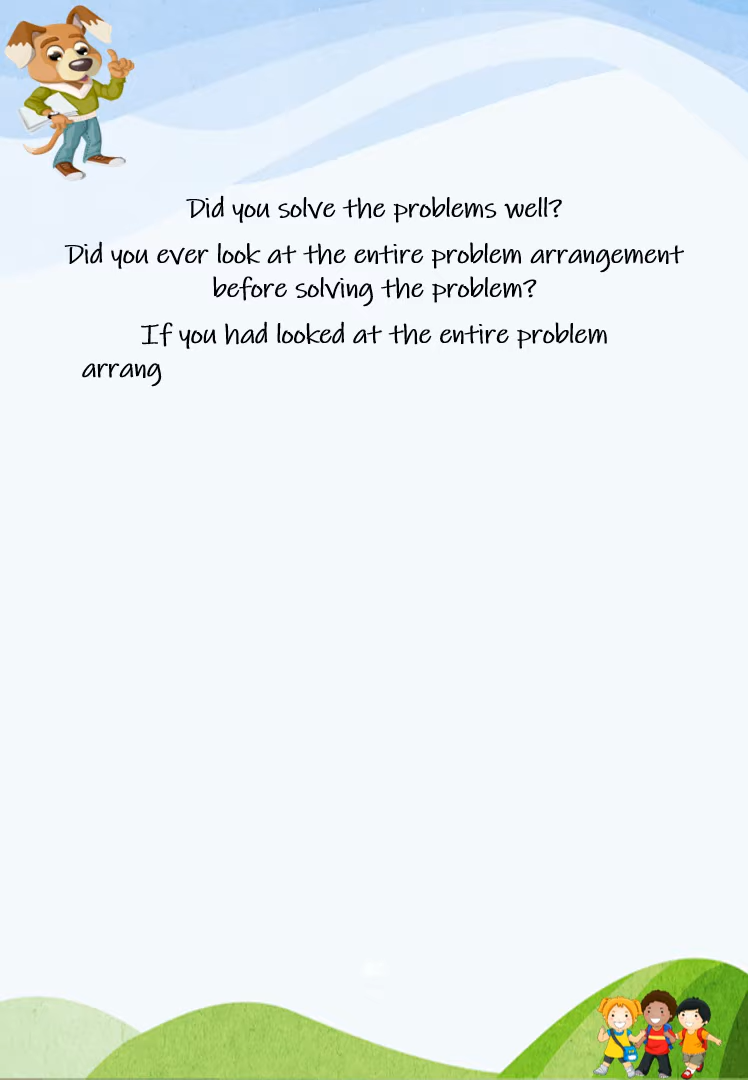 Did you solve the problems well?
Did you ever look at the entire problem arrangement
before solving the problem?
If you had looked at the entire problem
arrang